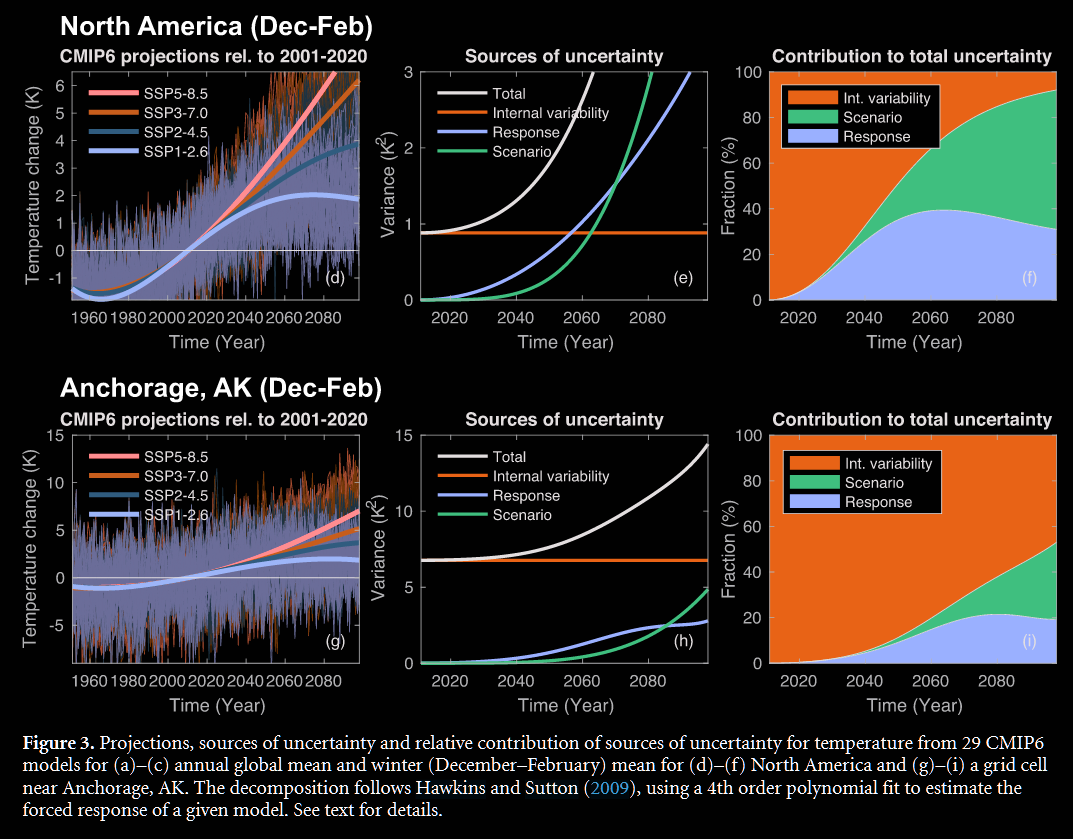 North America (Dec-Feb)
CMIP6 projections rel. to 2001-2020
Sources of uncertainty
Contribution to total uncertainty
Temperature change (K)
6
5
4
3
2
1
0
-1
SSP5-8.5
SSP3-7.0
SSP2-4.5
SSP1-2.6
(d)
1960 1980 2000 2020 2040 2060 2080
Time (Year)
Variance (K2)
3
2
1
0
Total
Internal variability
Response
Scenario
(e)
2020 2040 2060 2080
Time (Year)
Fraction (%)
100
80
60
40
20
0
Int. variability
Scenario
Response
(f)
2020 2040 2060 2080
Time (Year)
Anchorage, AK (Dec-Feb)
CMIP6 projections rel. to 2001-2020
Sources of uncertainty
Contribution to total uncertainty
Temperature change (K)
15
10
5
0
-5
SSP5-8.5
SSP3-7.0
SSP2-4.5
SSP1-2.6
(g)
1960 1980 2000 2020 2040 2060 2080
Time (Year)
Variance (K2)
15
10
5
0
Total
Internal variability
Response
Scenario
(h)
2020 2040 2060 2080
Time (Year)
Fraction (%)
100
80
60
40
20
0
Int. variability
Scenario
Response
(i)
2020 2040 2060 2080
Time (Year)
Figure 3. Projections, sources of uncertainty and relative contribution of sources of uncertainty for temperature from 29 CMIP6
models for (a)–(c) annual global mean and winter (December–February) mean for (d)–(f) North America and (g)–(i) a grid cell
near Anchorage, AK. The decomposition follows Hawkins and Sutton (2009), using a 4th order polynomial fit to estimate the
forced response of a given model. See text for details.